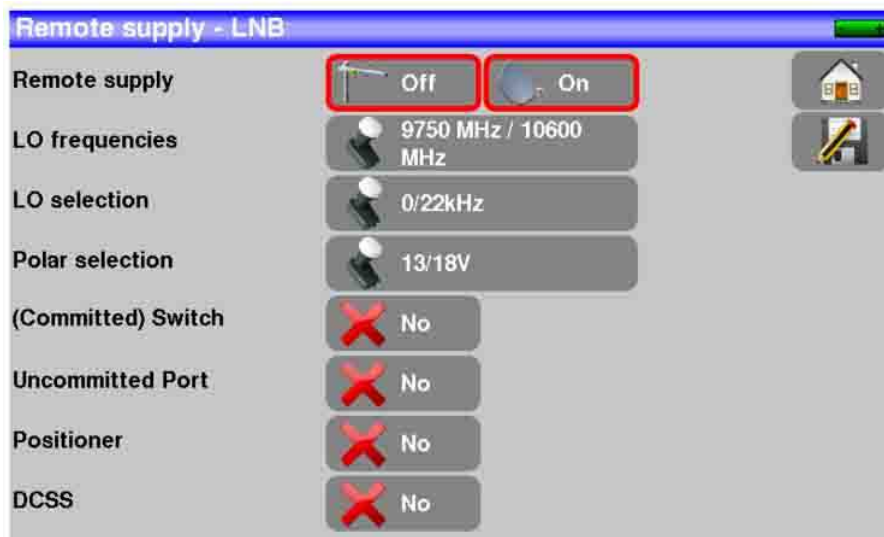 Remote supply - LNB
Remote supply Off On
LO frequencies 9750 MHz / 10600
MHz
LO selection 0/22kHz
Polar selection 13/18V
(Committed) Switch No
Uncommitted Port No
Positioner No
DCSS No